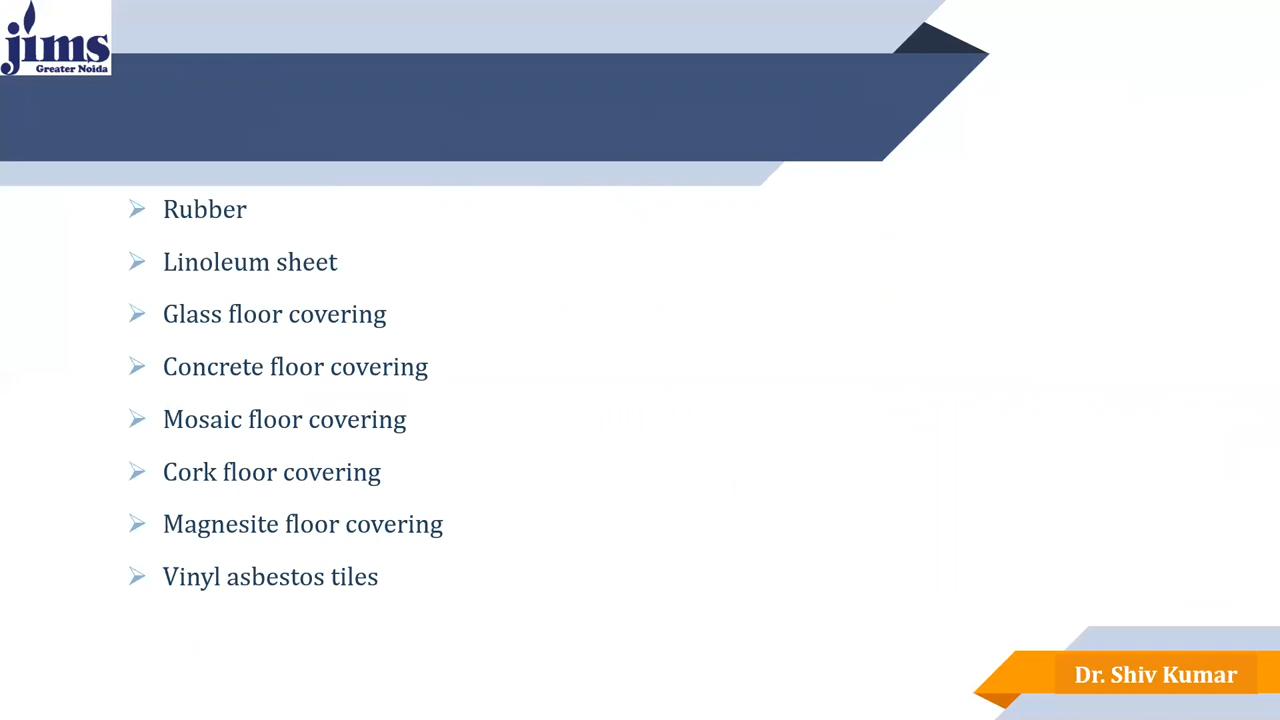 jims
Greater Noida
Rubber
Linoleum sheet
Glass floor covering
Concrete floor covering
Mosaic floor covering
Cork floor covering
Magnesite floor covering
Vinyl asbestos tiles
Dr. Shiv Kumar